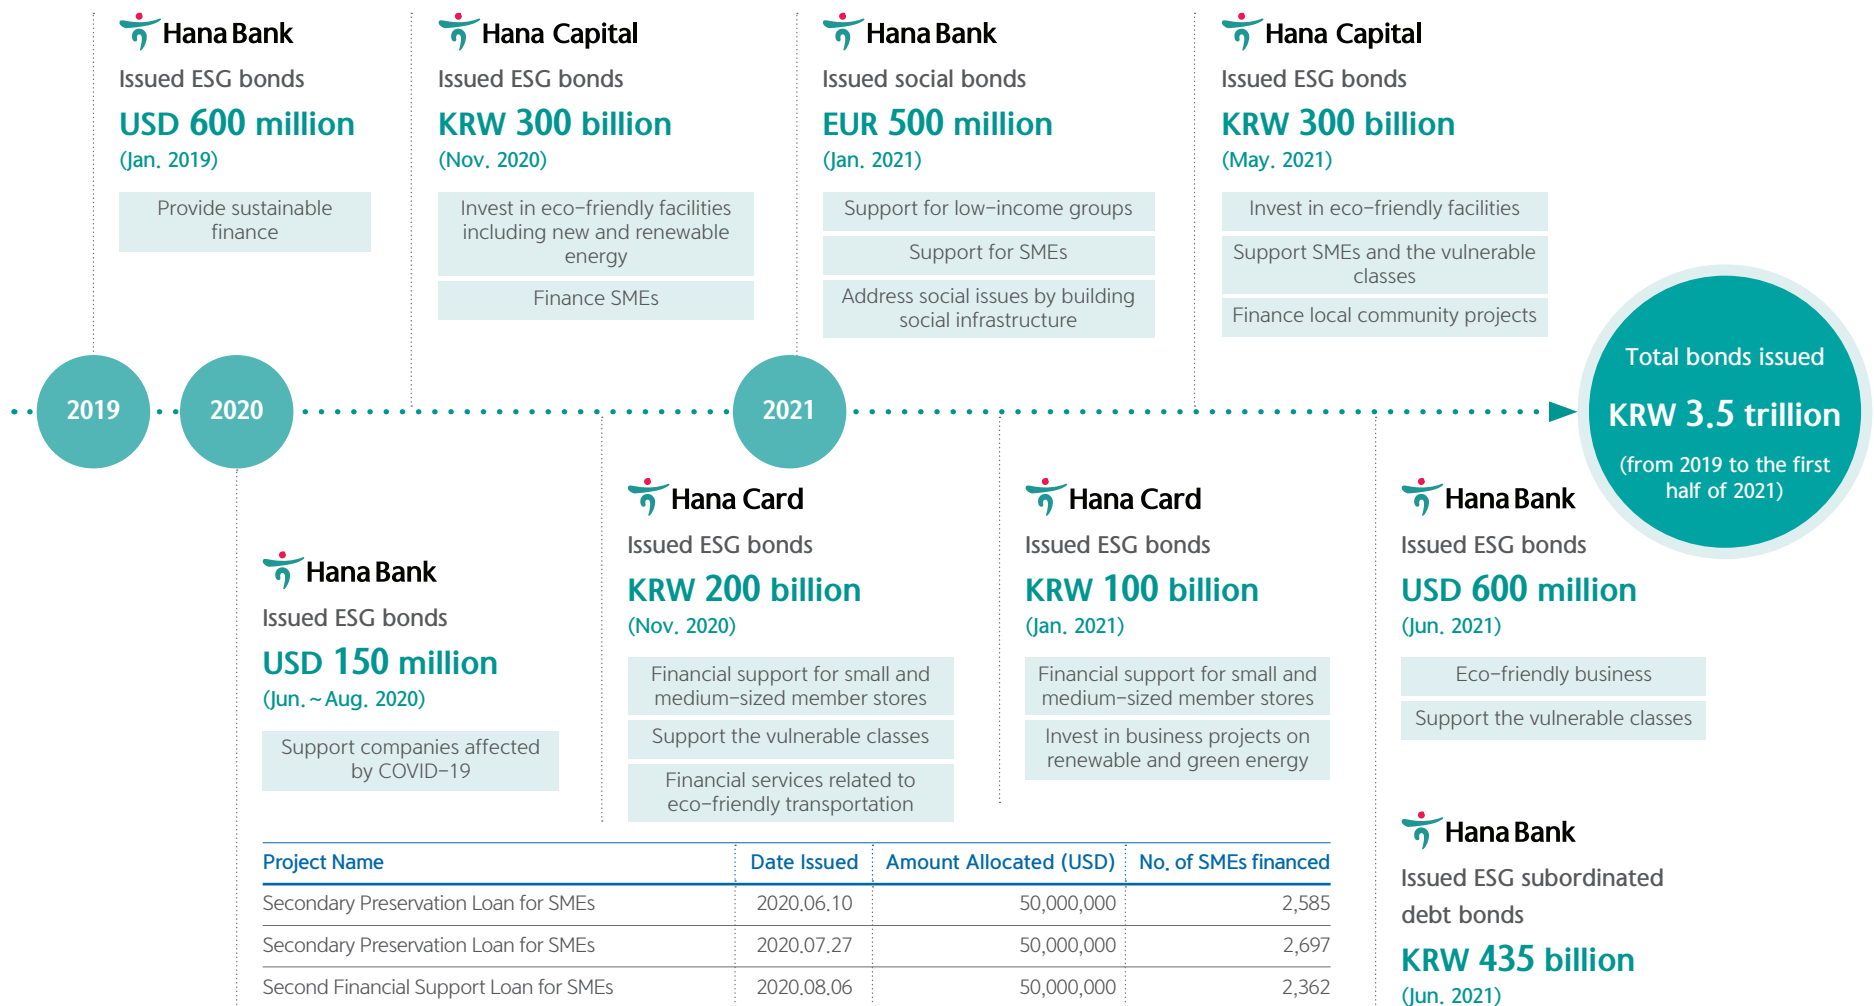 Hana Bank
Issued ESG bonds
USD 600 million
(Jan. 2019)
Provide sustainable
finance
Hana Capital
Issued ESG bonds
KRW 300 billion
(Nov. 2020)
Invest in eco-friendly facilities
including new and renewable
energy
Finance SMEs
Hana Bank
Issued social bonds
EUR 500 million
(Jan. 2021)
Support for low-income groups
Support for SMEs
Address social issues by building
social infrastructure
Hana Capital
Issued ESG bonds
KRW 300 billion
(May. 2021)
Invest in eco-friendly facilities
Support SMEs and the vulnerable
classes
Finance local community projects
2019
2020
2021
Total bonds issued
KRW 3.5 trillion
(from 2019 to the first
half of 2021)
Hana Bank
Issued ESG bonds
USD 150 million
(Jun. ~ Aug. 2020)
Support companies affected
by COVID-19
Hana Card
Issued ESG bonds
KRW 200 billion
(Nov. 2020)
Financial support for small and
medium-sized member stores
Support the vulnerable classes
Financial services related to
eco-friendly transportation
Hana Card
Issued ESG bonds
KRW 100 billion
(Jan. 2021)
Financial support for small and
medium-sized member stores
Invest in business projects on
renewable and green energy
Hana Bank
Issued ESG bonds
USD 600 million
(Jun. 2021)
Eco-friendly business
Support the vulnerable classes
Hana Bank
Issued ESG subordinated
debt bonds
KRW 435 billion
(Jun. 2021)
Project Name Date Issued Amount Allocated (USD) No. of SMEs financed
Secondary Preservation Loan for SMEs 2020.06.10 50,000,000 2,585
Secondary Preservation Loan for SMEs 2020.07.27 50,000,000 2,697
Second Financial Support Loan for SMEs 2020.08.06 50,000,000 2,362